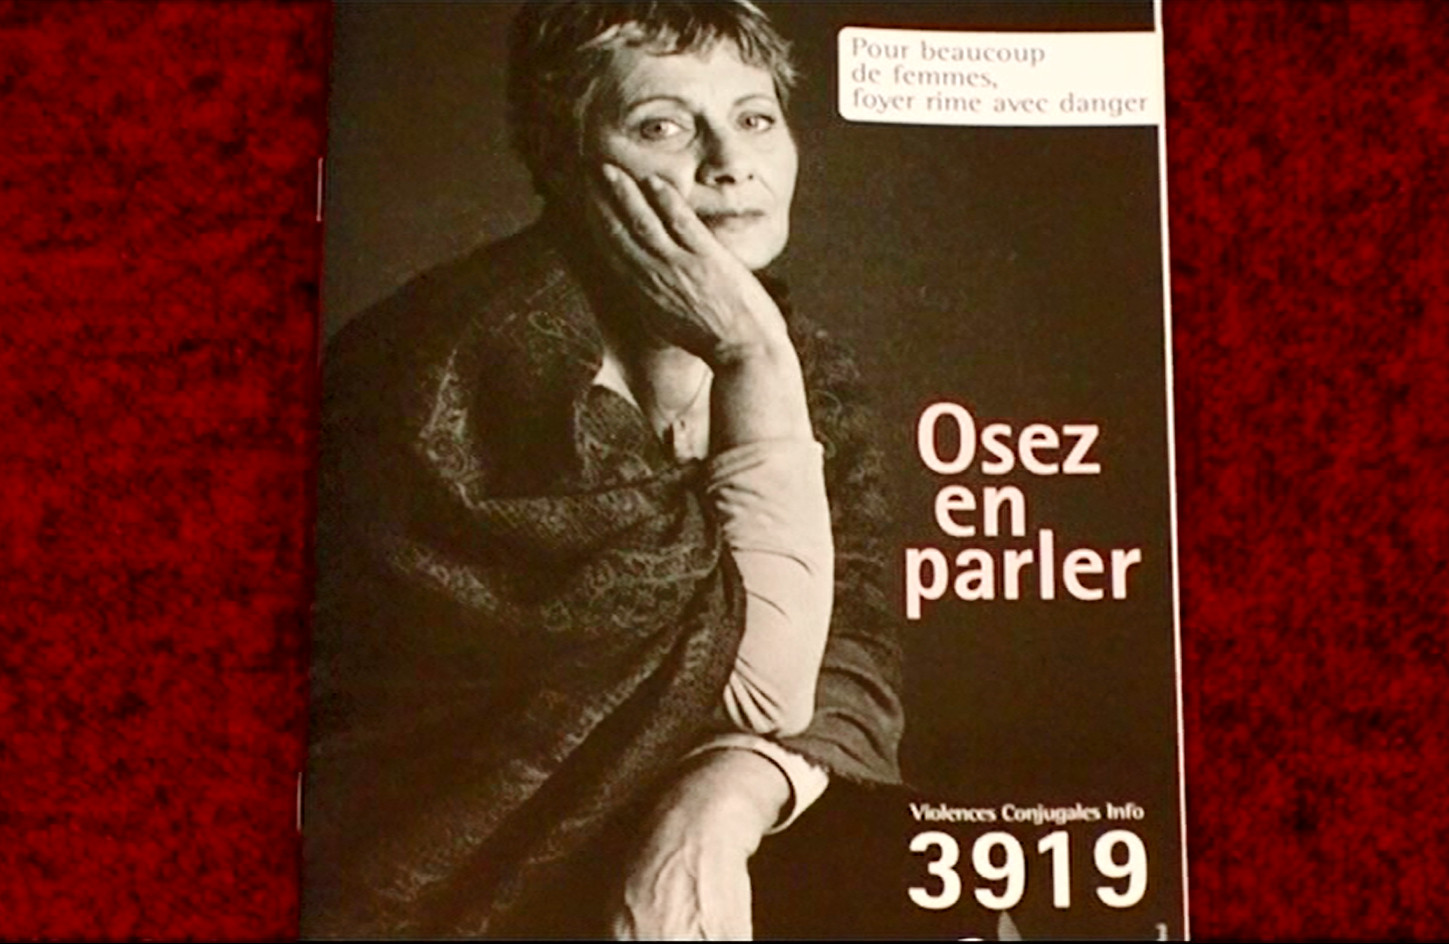 Pour beaucoup
de femmes,
foyer rime avec danger
Osez
en
parler
Violences Conjugales Info
3919